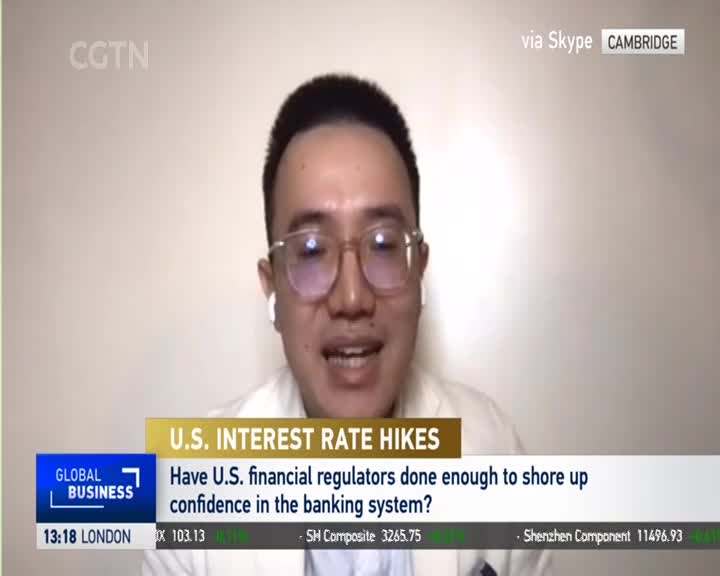 CGTN
via Skype CAMBRIDGE
U.S. INTEREST RATE HIKES
GLOBAL
BUSINESS
Have U.S. financial regulators done enough to shore up
confidence in the banking system?
13:18 LONDON
103.13 - SH Composite 3265.75 - Shenzhen Component 11496.93